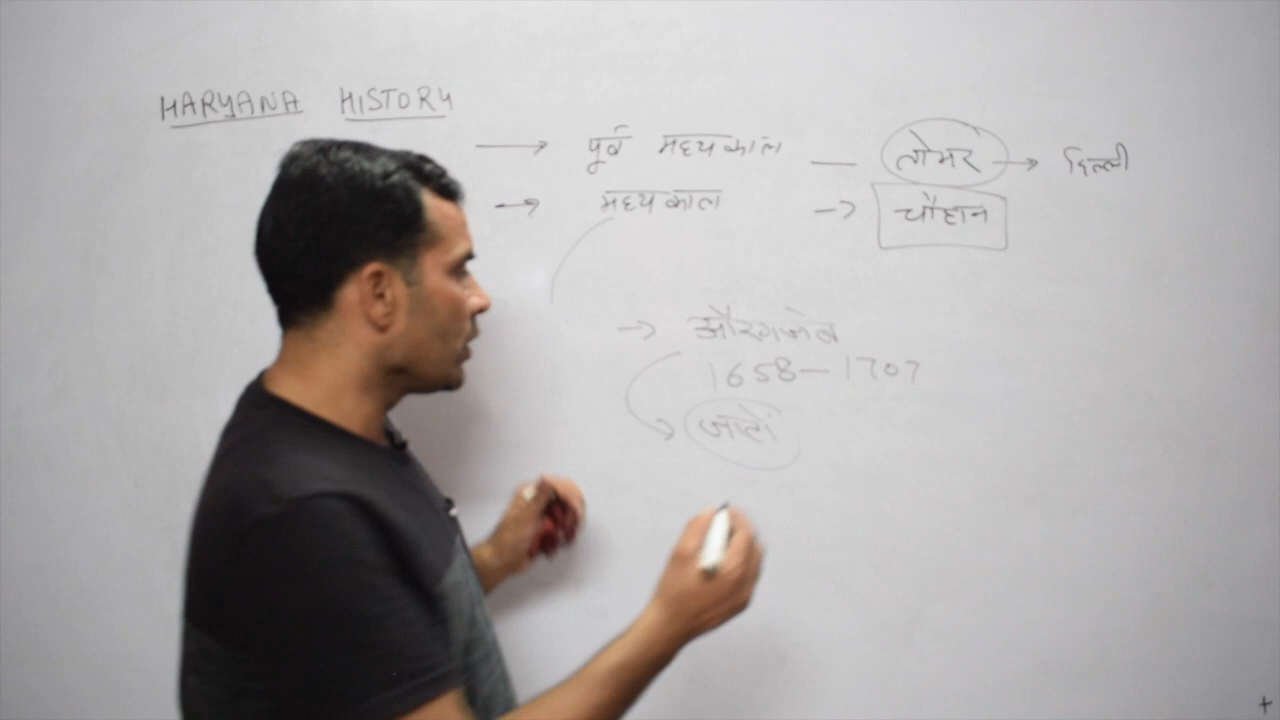 HARYANA HISTORY
→ पूर्व मध्यकाल — तोमर → दिल्ली
→ मध्यकाल → चौहान
→ औरंगजेब
1658 – 1707
→ जाटों
+